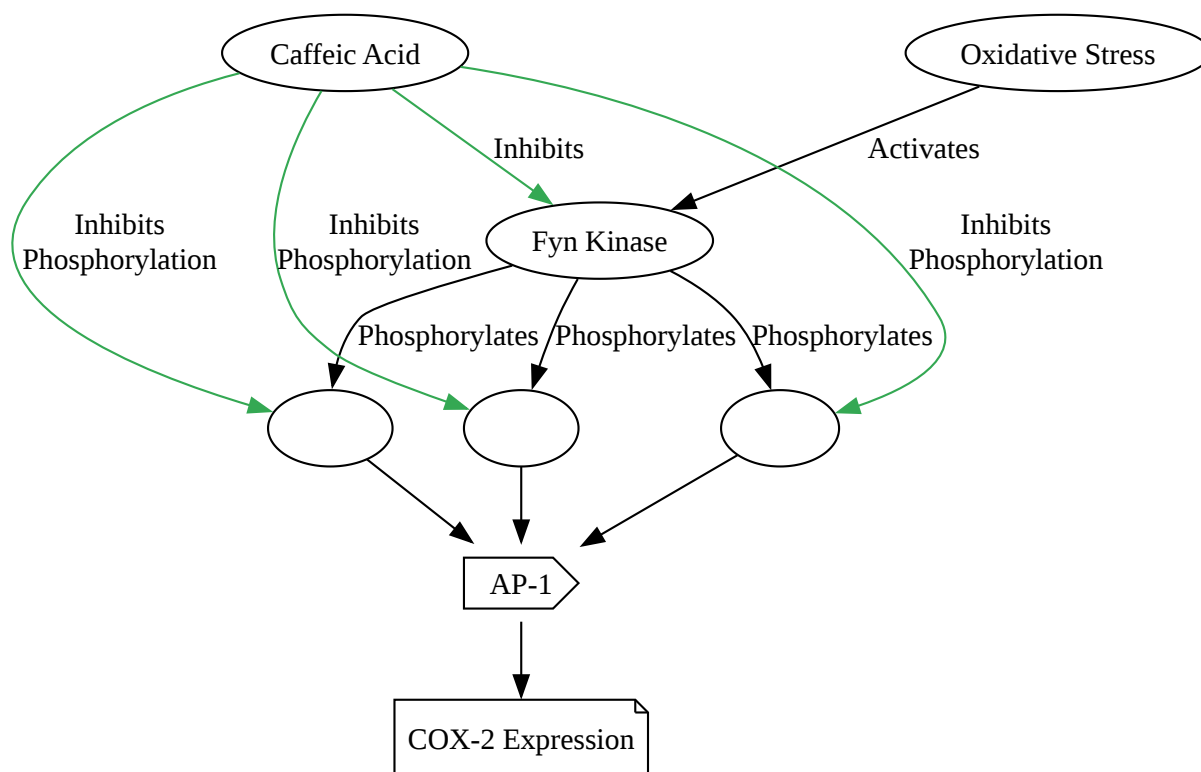 Caffeic Acid
Oxidative Stress
Inhibits
Activates
Inhibits
Phosphorylation
Inhibits
Phosphorylation
Inhibits
Phosphorylation
Fyn Kinase
Phosphorylates
Phosphorylates
Phosphorylates
AP-1
COX-2 Expression